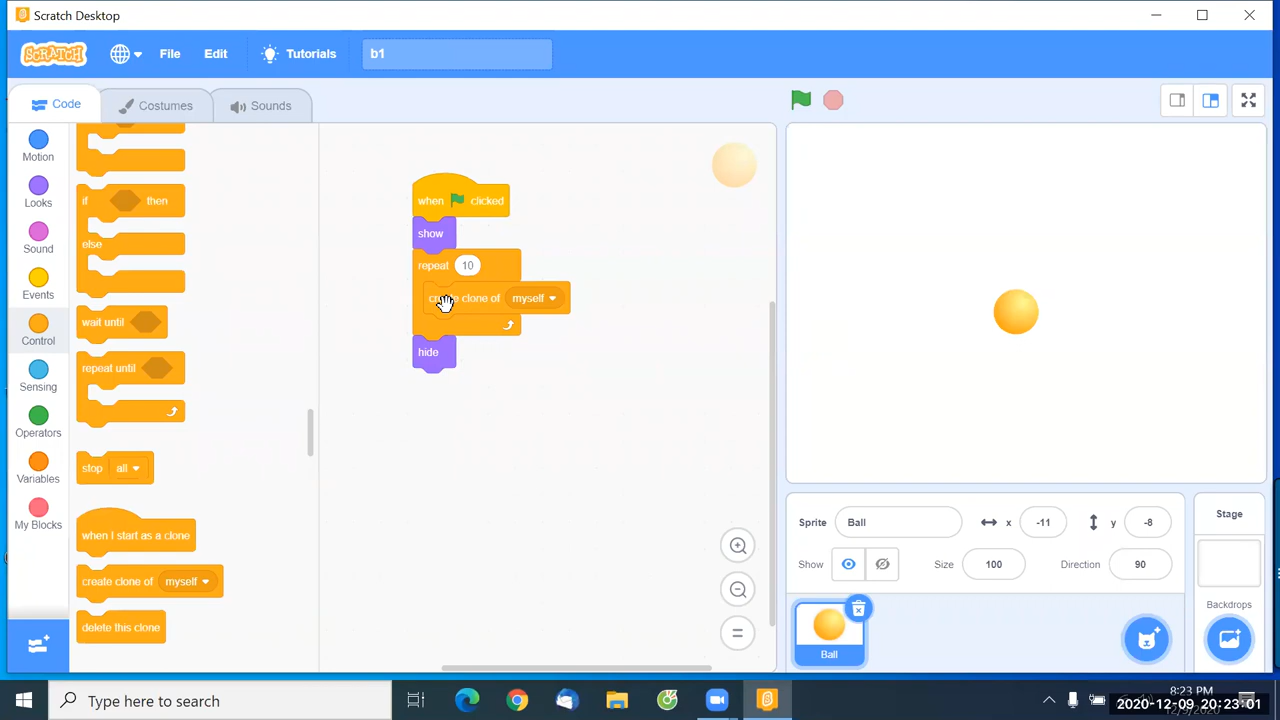 Scratch Desktop
SCRATCH
File
Edit
Tutorials
b1
Code
Costumes
Sounds
Motion
Looks
Sound
Events
Control
Sensing
Operators
Variables
My Blocks
if then
else
wait until
repeat until
stop all
when I start as a clone
create clone of myself
delete this clone
when clicked
show
repeat 10
clone of myself
hide
Sprite Ball x -11 y -8
Show Size 100 Direction 90
Ball
Stage
Backdrops
Type here to search
8:23 PM
2020-12-09 20:23:01